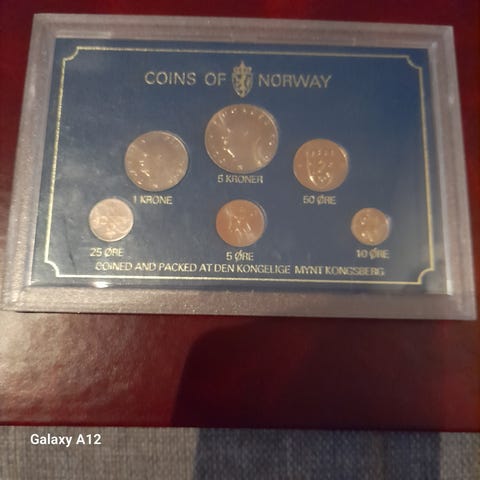 COINS OF NORWAY
5 KRONER
1 KRONE
50 ØRE
25 ØRE
5 ØRE
10 ØRE
COINED AND PACKED AT DEN KONGELIGE MYNT KONGSBERG
Galaxy A12